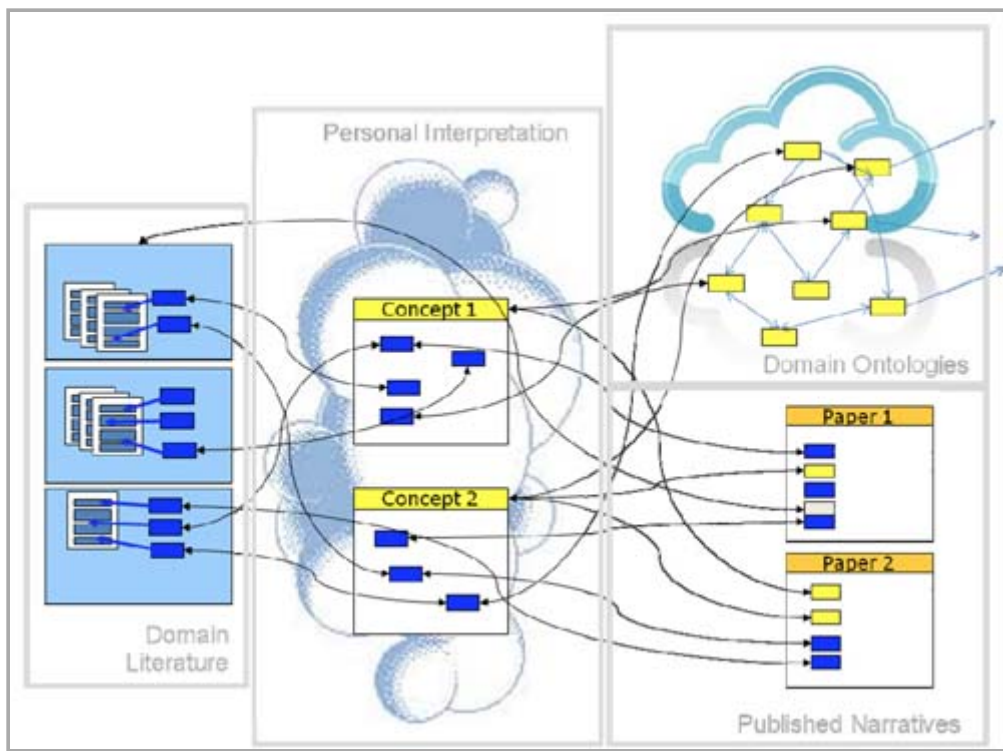 Personal Interpretation
Concept 1
Concept 2
Domain
Literature
Domain Ontologies
Paper 1
Paper 2
Published Narratives